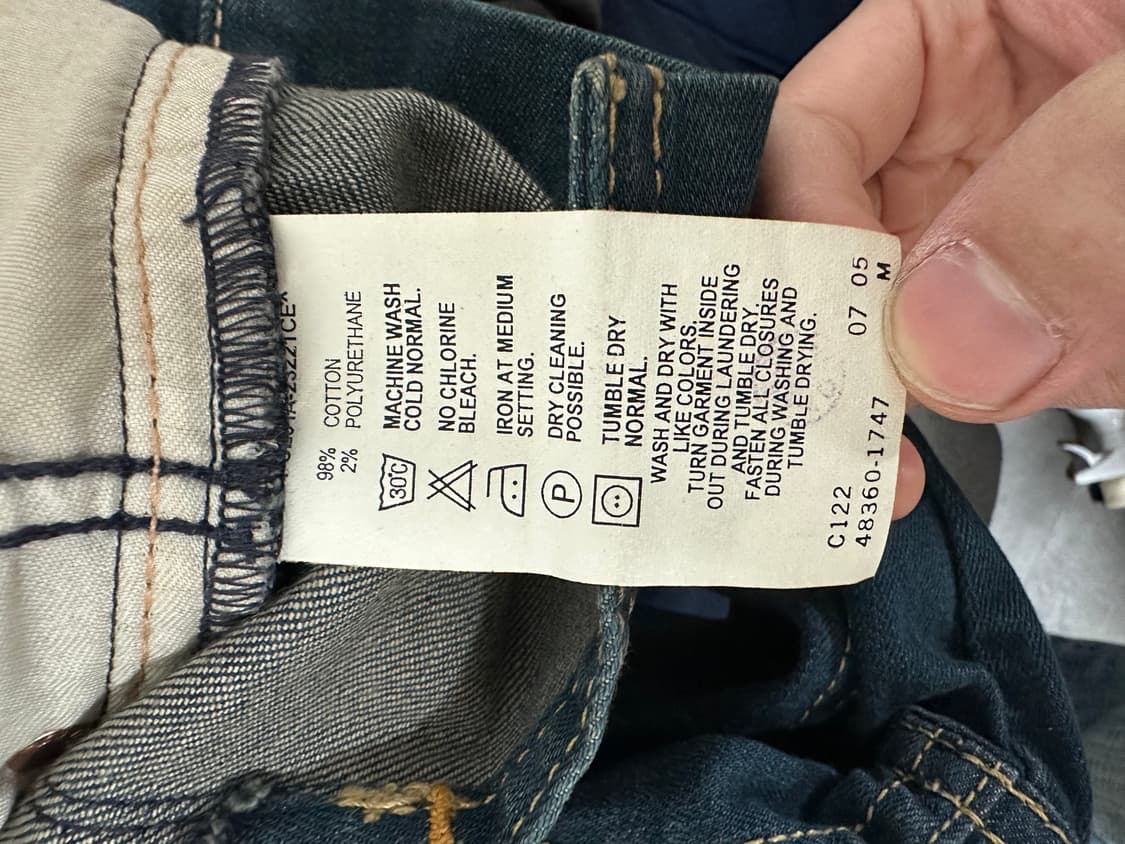 98% COTTON
2% POLYURETHANE
30°C
MACHINE WASH
COLD NORMAL.
NO CHLORINE
BLEACH.
IRON AT MEDIUM
SETTING.
DRY CLEANING
POSSIBLE.
P
TUMBLE DRY
NORMAL.
WASH AND DRY WITH
LIKE COLORS.
TURN GARMENT INSIDE
OUT DURING LAUNDERING
AND TUMBLE DRY.
FASTEN ALL CLOSURES
DURING WASHING AND
TUMBLE DRYING.
C122 07 05
48360-1747 M